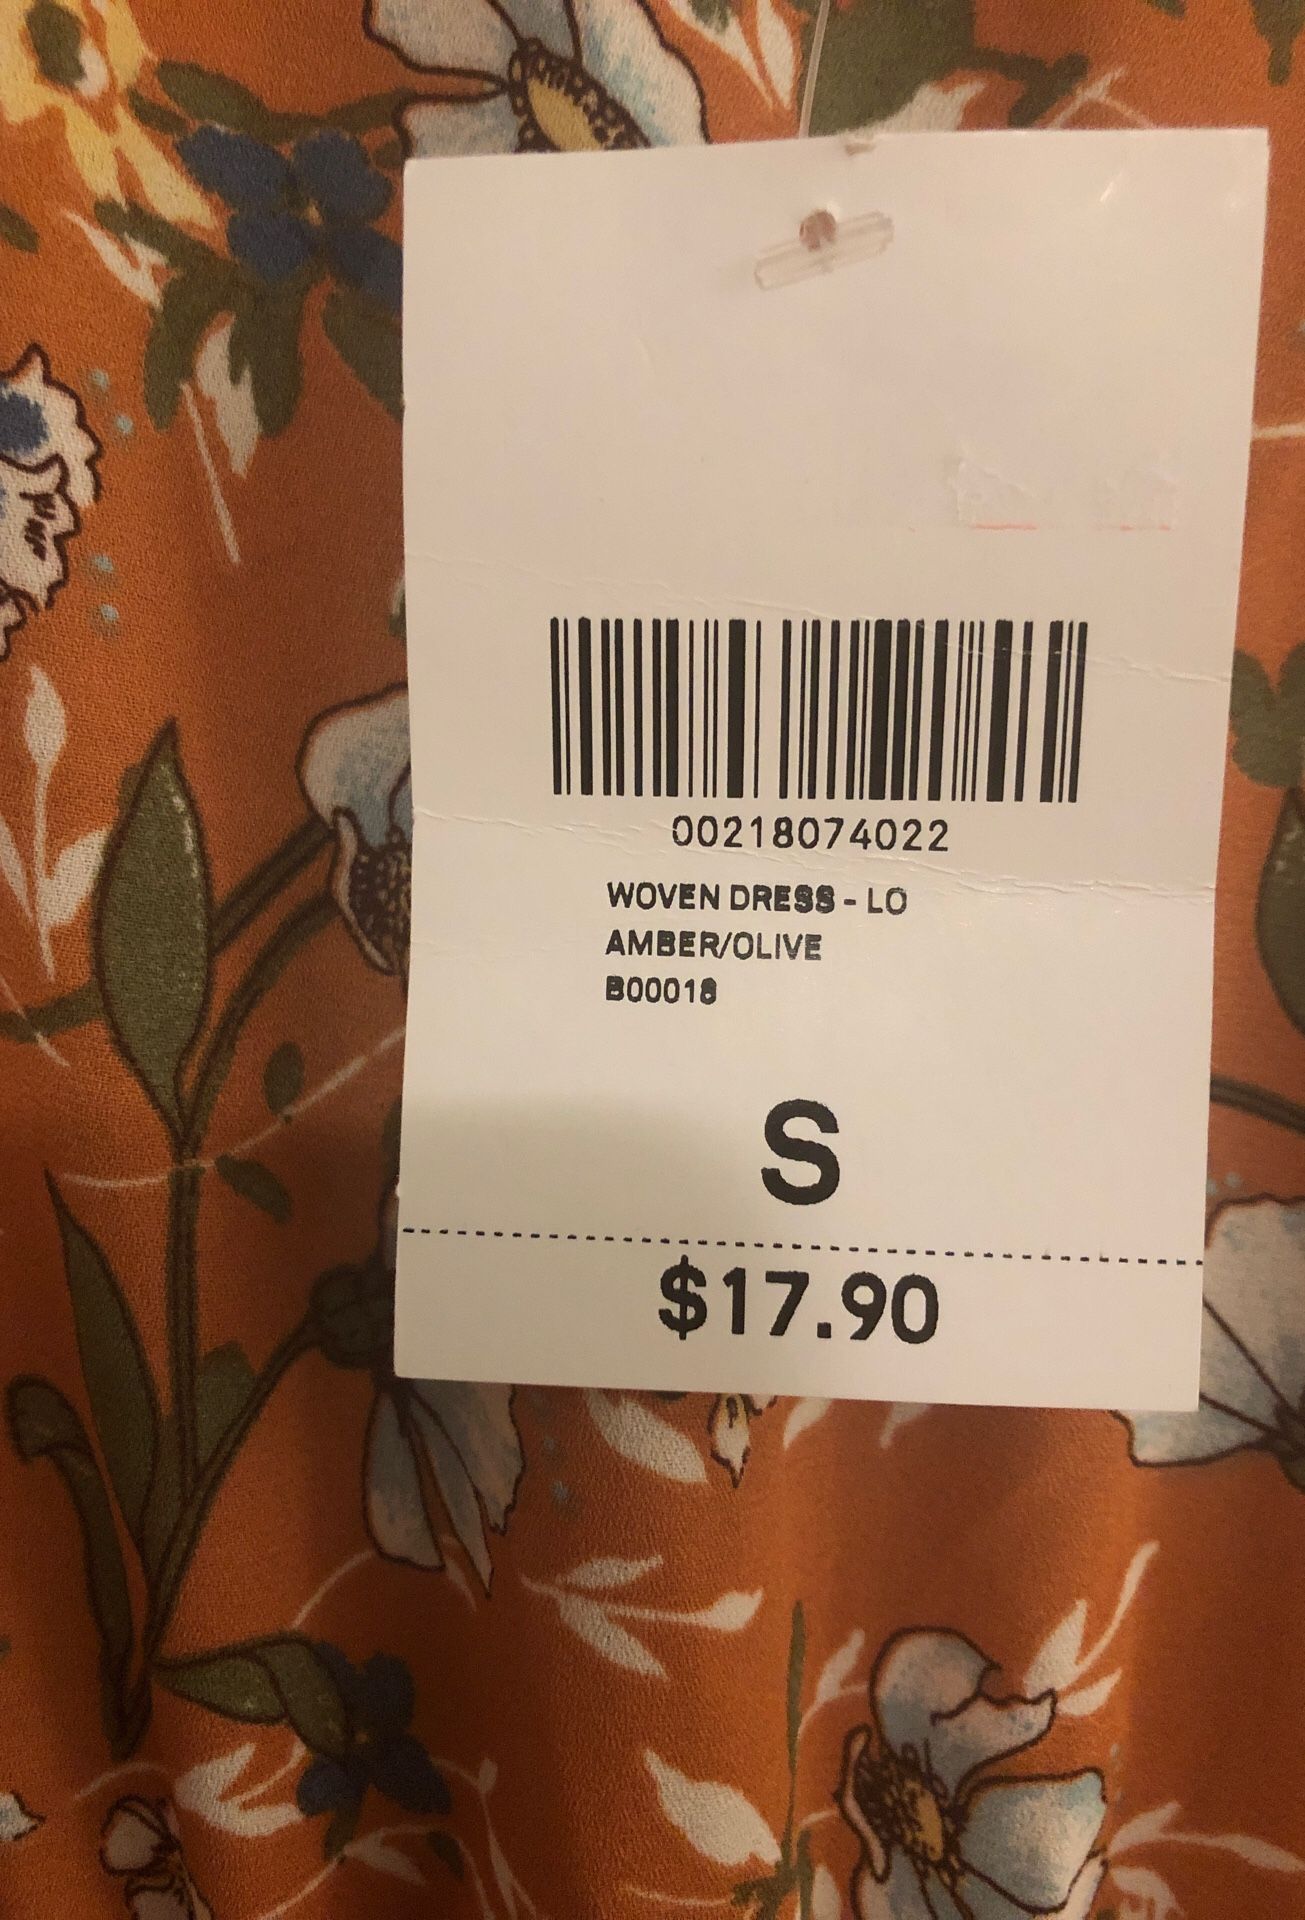 00218074022
WOVEN DRESS - LO
AMBER/OLIVE
B00018
S
$17.90